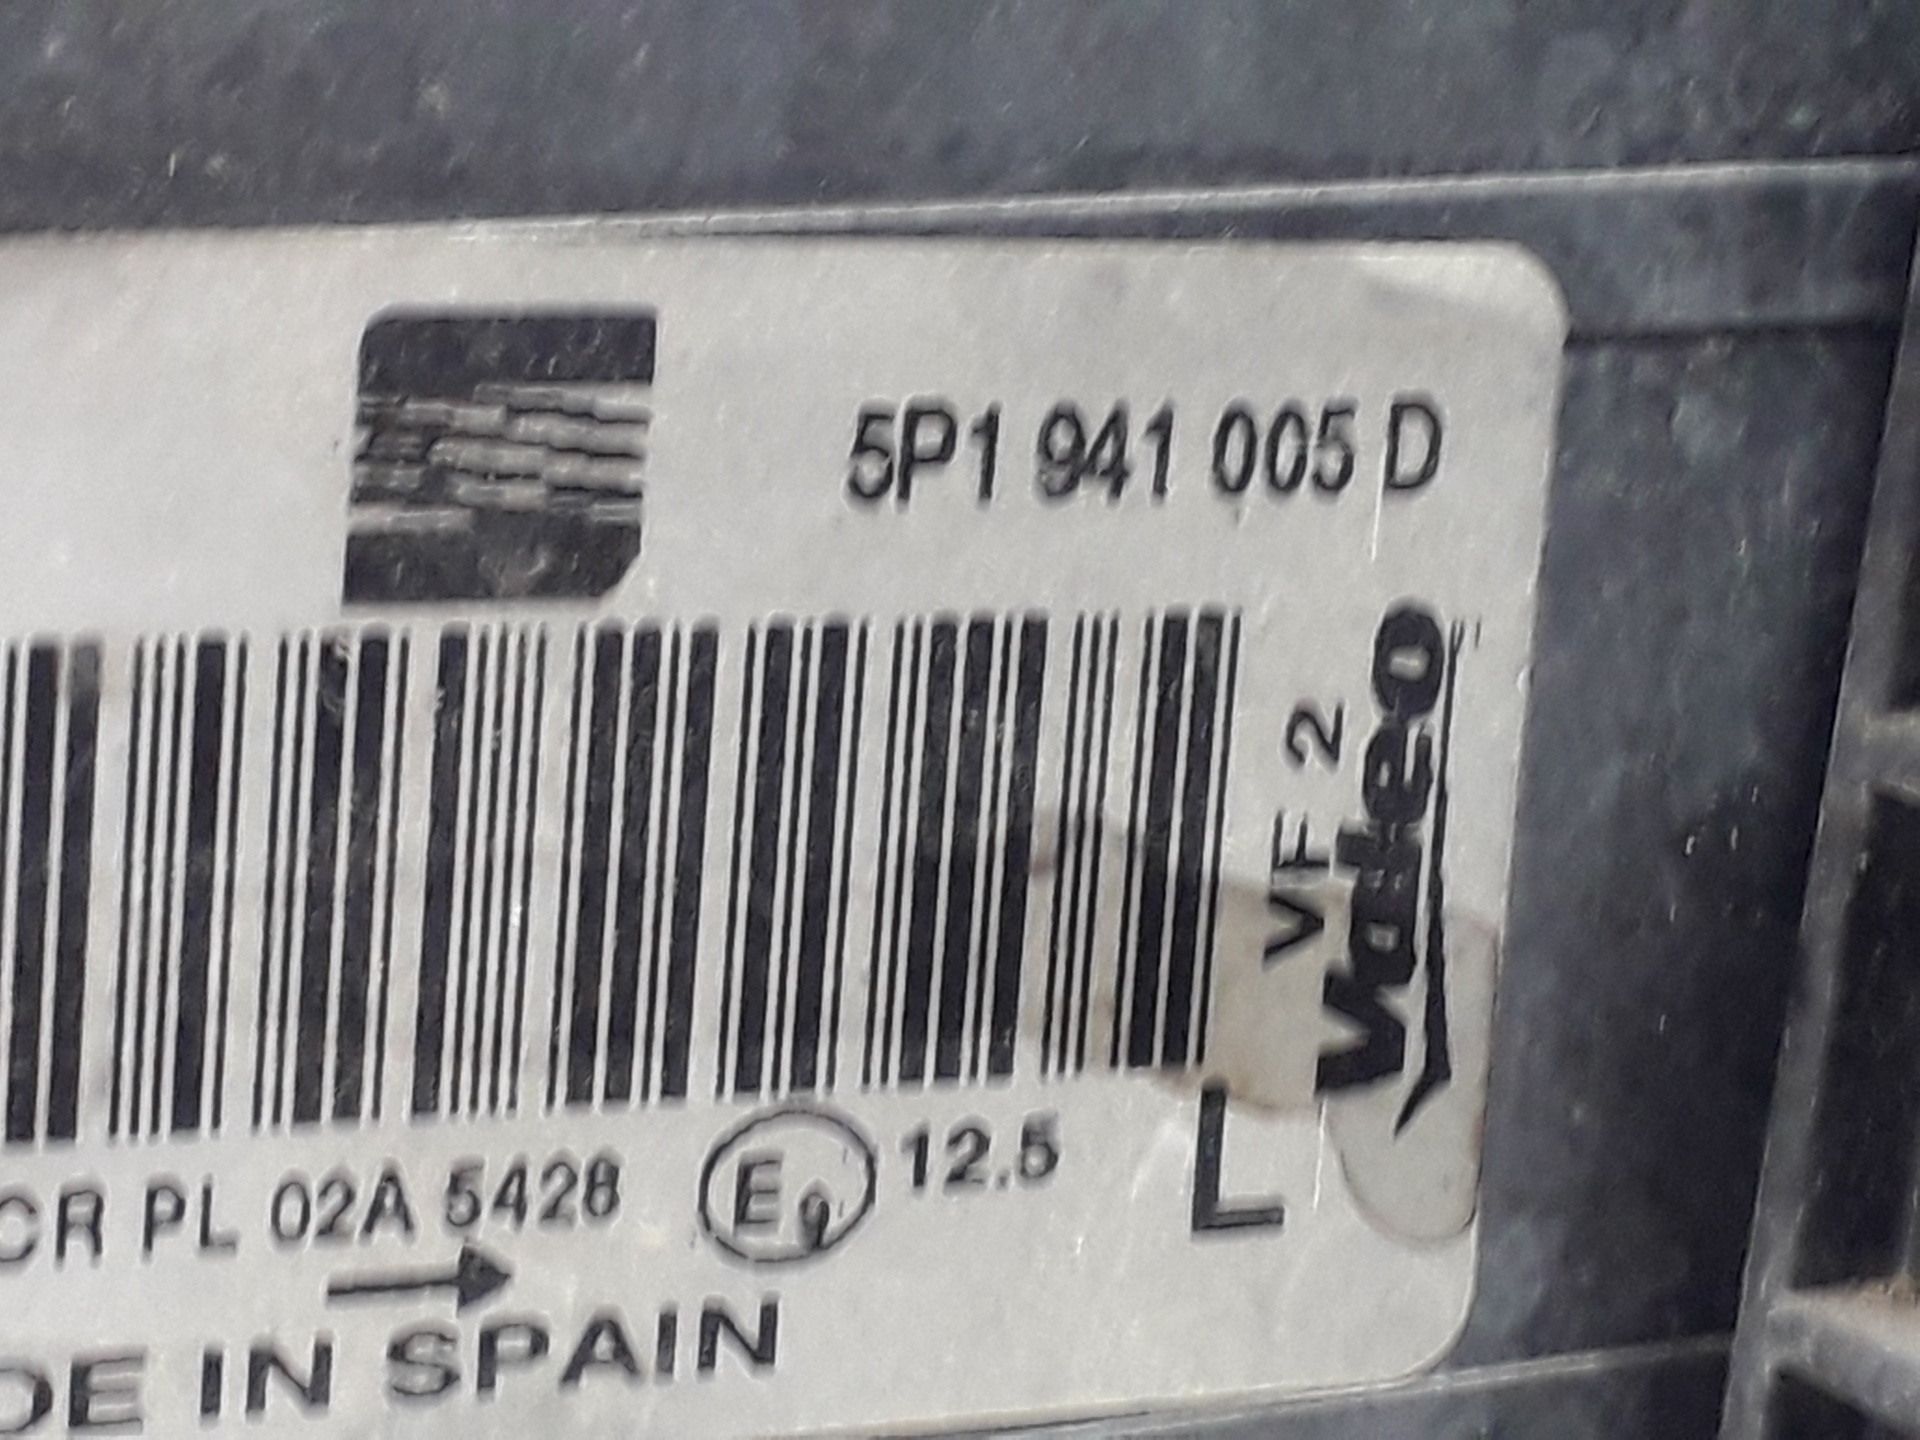 5P1 941 005 D
VF 2
Valeo
CR PL 02A 5428 E9 12.5 L
DE IN SPAIN